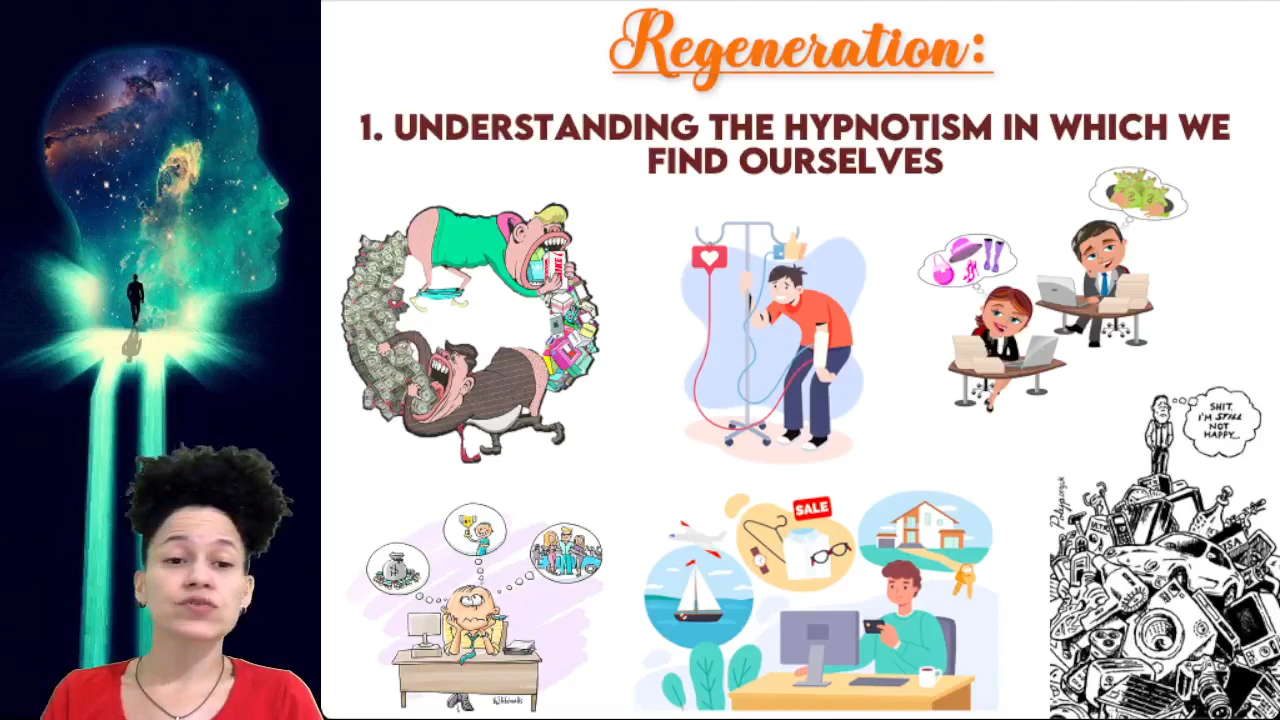 Regeneration:
1. UNDERSTANDING THE HYPNOTISM IN WHICH WE
FIND OURSELVES
SHIT,
I'M STILL
NOT
HAPPY...
SALE